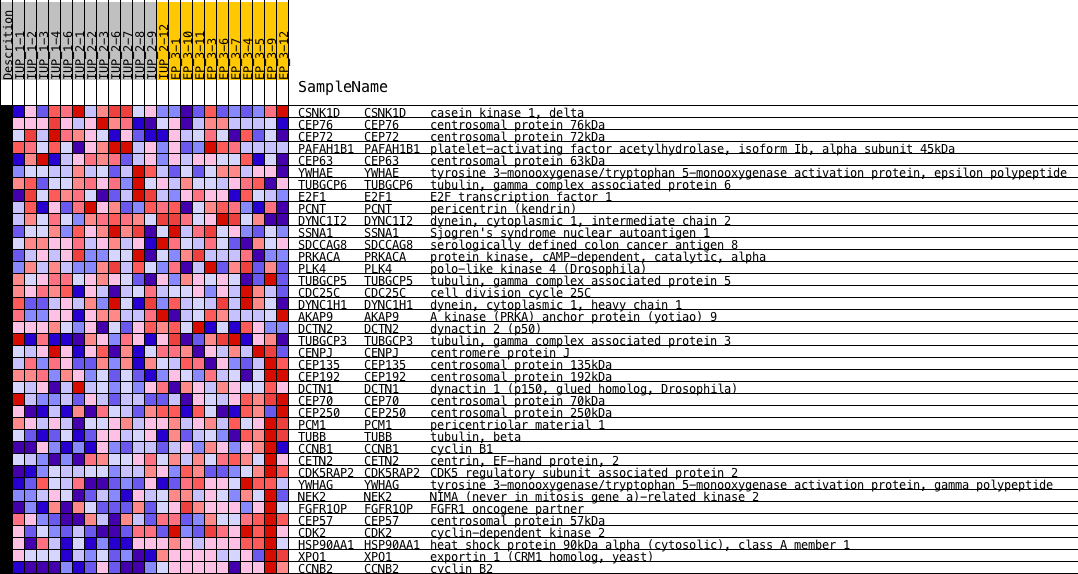 Descrition
IUP_1-1
IUP_1-2
IUP_1-3
IUP_1-4
IUP_1-6
IUP_2-1
IUP_2-2
IUP_2-3
IUP_2-6
IUP_2-7
IUP_2-8
IUP_2-9
IUP_2-12
EP_3-1
EP_3-10
EP_3-11
EP_3-3
EP_3-6
EP_3-7
EP_3-4
EP_3-5
EP_3-9
EP_3-12
SampleName
CSNK1D CSNK1D casein kinase 1, delta
CEP76 CEP76 centrosomal protein 76kDa
CEP72 CEP72 centrosomal protein 72kDa
PAFAH1B1 PAFAH1B1 platelet-activating factor acetylhydrolase, isoform Ib, alpha subunit 45kDa
CEP63 CEP63 centrosomal protein 63kDa
YWHAE YWHAE tyrosine 3-monooxygenase/tryptophan 5-monooxygenase activation protein, epsilon polypeptide
TUBGCP6 TUBGCP6 tubulin, gamma complex associated protein 6
E2F1 E2F1 E2F transcription factor 1
PCNT PCNT pericentrin (kendrin)
DYNC1I2 DYNC1I2 dynein, cytoplasmic 1, intermediate chain 2
SSNA1 SSNA1 Sjogren's syndrome nuclear autoantigen 1
SDCCAG8 SDCCAG8 serologically defined colon cancer antigen 8
PRKACA PRKACA protein kinase, cAMP-dependent, catalytic, alpha
PLK4 PLK4 polo-like kinase 4 (Drosophila)
TUBGCP5 TUBGCP5 tubulin, gamma complex associated protein 5
CDC25C CDC25C cell division cycle 25C
DYNC1H1 DYNC1H1 dynein, cytoplasmic 1, heavy chain 1
AKAP9 AKAP9 A kinase (PRKA) anchor protein (yotiao) 9
DCTN2 DCTN2 dynactin 2 (p50)
TUBGCP3 TUBGCP3 tubulin, gamma complex associated protein 3
CENPJ CENPJ centromere protein J
CEP135 CEP135 centrosomal protein 135kDa
CEP192 CEP192 centrosomal protein 192kDa
DCTN1 DCTN1 dynactin 1 (p150, glued homolog, Drosophila)
CEP70 CEP70 centrosomal protein 70kDa
CEP250 CEP250 centrosomal protein 250kDa
PCM1 PCM1 pericentriolar material 1
TUBB TUBB tubulin, beta
CCNB1 CCNB1 cyclin B1
CETN2 CETN2 centrin, EF-hand protein, 2
CDK5RAP2 CDK5RAP2 CDK5 regulatory subunit associated protein 2
YWHAG YWHAG tyrosine 3-monooxygenase/tryptophan 5-monooxygenase activation protein, gamma polypeptide
NEK2 NEK2 NIMA (never in mitosis gene a)-related kinase 2
FGFR1OP FGFR1OP FGFR1 oncogene partner
CEP57 CEP57 centrosomal protein 57kDa
CDK2 CDK2 cyclin-dependent kinase 2
HSP90AA1 HSP90AA1 heat shock protein 90kDa alpha (cytosolic), class A member 1
XPO1 XPO1 exportin 1 (CRM1 homolog, yeast)
CCNB2 CCNB2 cyclin B2